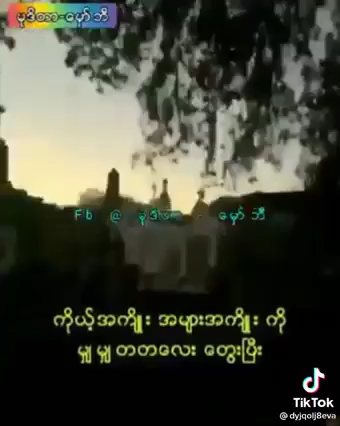 မုဒိတာ-မှော်ဘီ
Fb @ မုဒိတာ - မှော်ဘီ
ကိုယ့်အကျိုး အများအကျိုး ကို
မျှ မျှ တတလေး တွေးပြီး
TikTok
@dyjqolj8eva